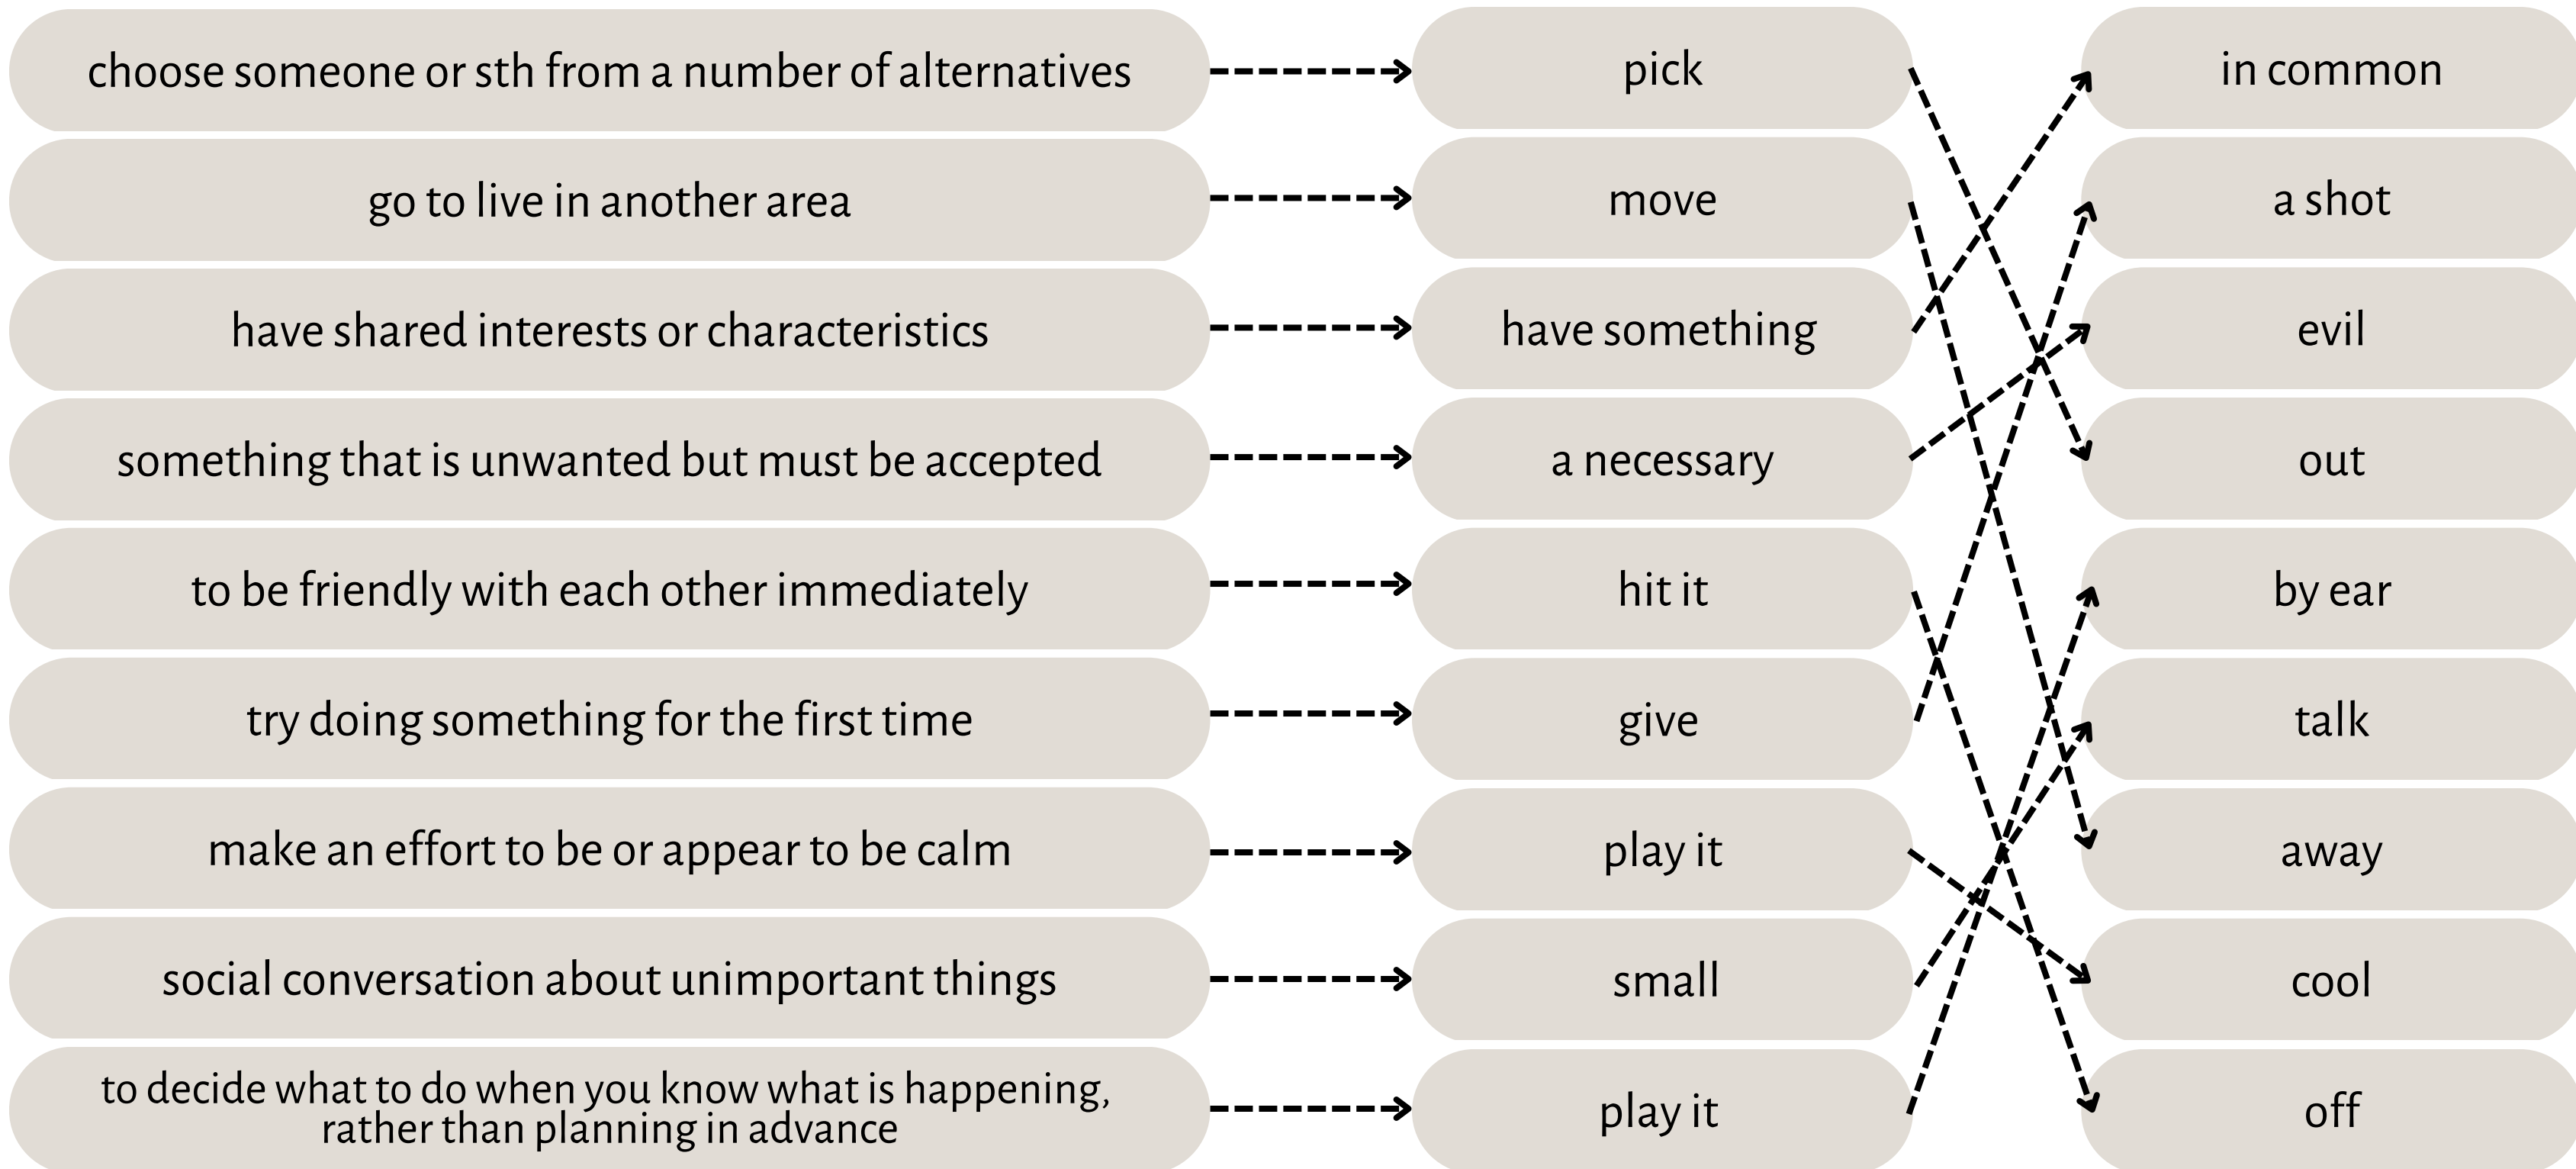 choose someone or sth from a number of alternatives
pick
in common
go to live in another area
move
a shot
have shared interests or characteristics
have something
evil
something that is unwanted but must be accepted
a necessary
out
to be friendly with each other immediately
hit it
by ear
try doing something for the first time
give
talk
make an effort to be or appear to be calm
play it
away
social conversation about unimportant things
small
cool
to decide what to do when you know what is happening,
rather than planning in advance
play it
off